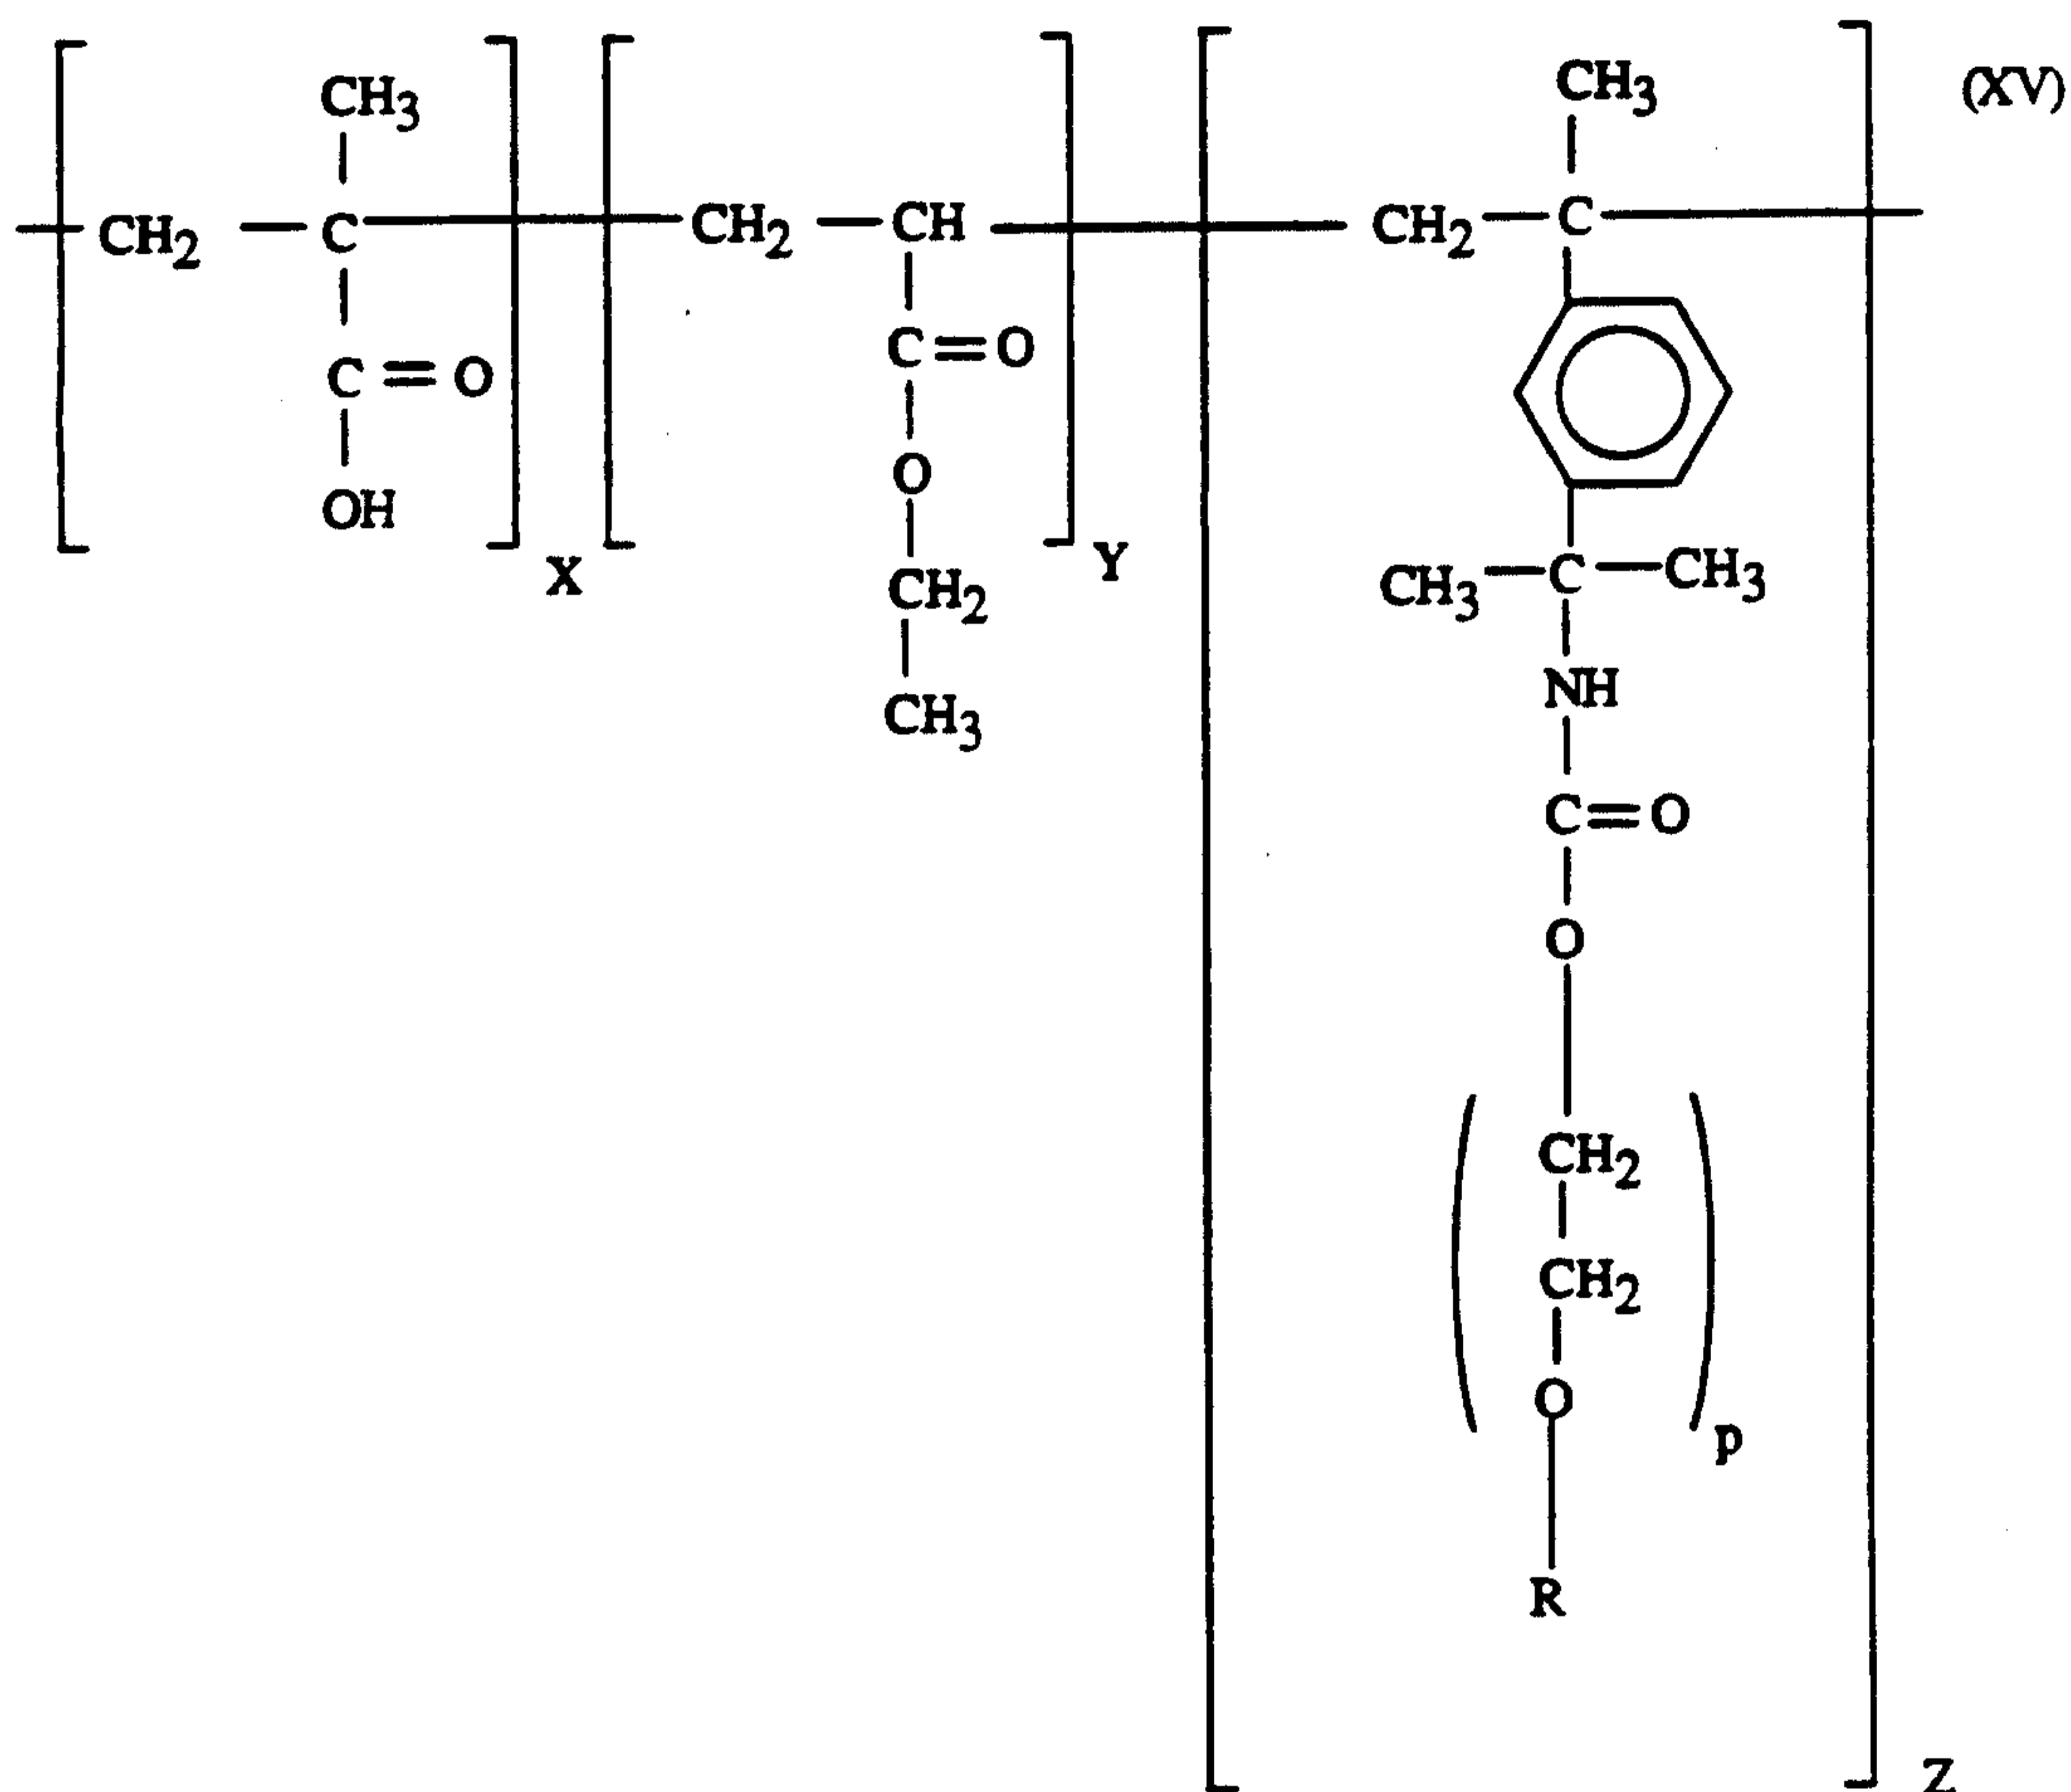 CH3 CH3 (XV)
CH2 — C — CH2 — CH — CH2 — C
C = O C = O
OH O
X Y
CH2 CH3 — C — CH3
CH3 NH
C = O
O
CH2
CH2
O
p
R
Z